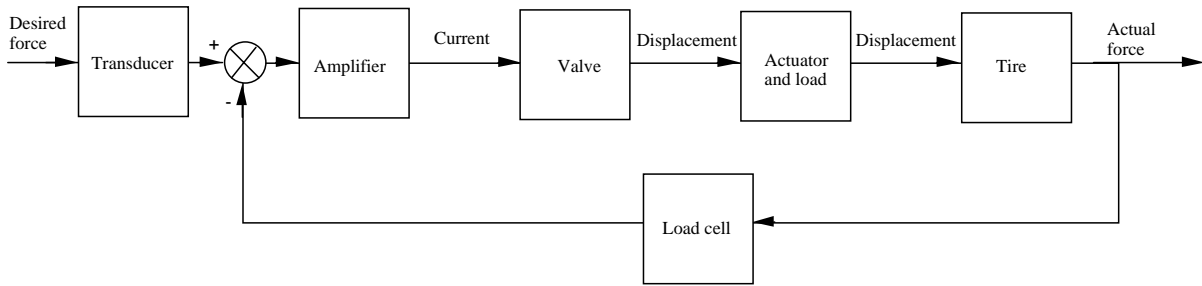 Desired
force
Transducer
+
-
Amplifier
Current
Valve
Displacement
Actuator
and load
Displacement
Tire
Actual
force
Load cell